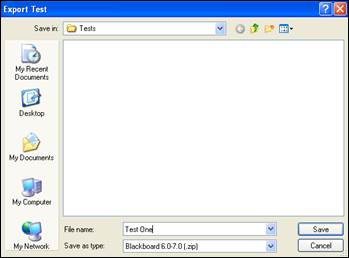 Export Test
Save in:
Tests
My Recent
Documents
Desktop
My Documents
My Computer
My Network
File name:
Test One
Save
Save as type:
Blackboard 6.0-7.0 (.zip)
Cancel